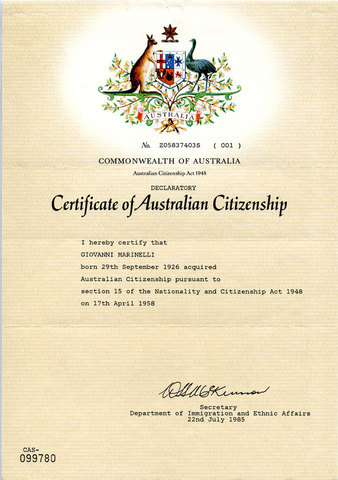 AUSTRALIA
No. Z05837403S ( 001 )
COMMONWEALTH OF AUSTRALIA
Australian Citizenship Act 1948
DECLARATORY
Certificate of Australian Citizenship
I hereby certify that
GIOVANNI MARINELLI
born 29th September 1926 acquired
Australian Citizenship pursuant to
section 15 of the Nationality and Citizenship Act 1948
on 17th April 1958
Secretary
Department of Immigration and Ethnic Affairs
22nd July 1985
CAS-
099780